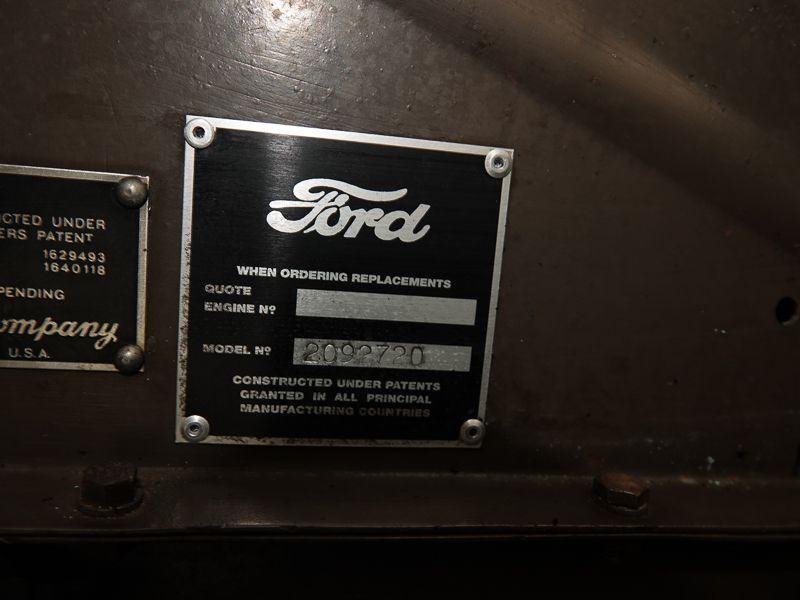 UCTED UNDER
ERS PATENT
1629493
1640118
PENDING
ompany
U.S.A.
Ford
WHEN ORDERING REPLACEMENTS
QUOTE
ENGINE Nº
MODEL Nº 2092720
CONSTRUCTED UNDER PATENTS
GRANTED IN ALL PRINCIPAL
MANUFACTURING COUNTRIES